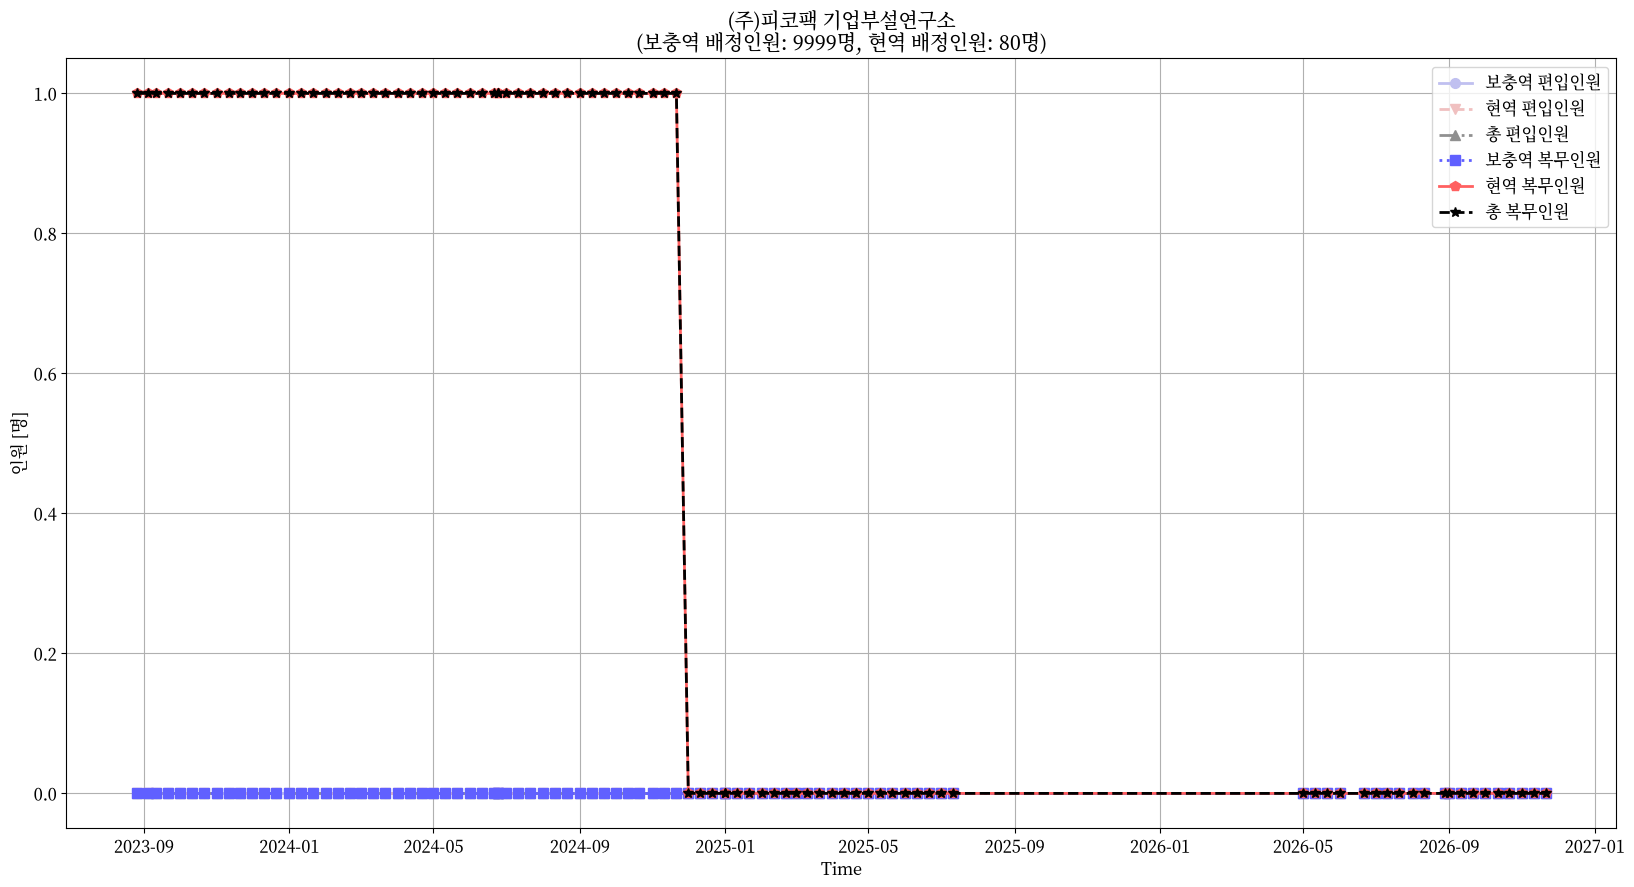 (주)피코팩 기업부설연구소
(보충역 배정인원: 9999명, 현역 배정인원: 80명)
보충역 편입인원
현역 편입인원
총 편입인원
보충역 복무인원
현역 복무인원
총 복무인원
인원 [명]
1.0
0.8
0.6
0.4
0.2
0.0
2023-09 2024-01 2024-05 2024-09 2025-01 2025-05 2025-09 2026-01 2026-05 2026-09 2027-01
Time